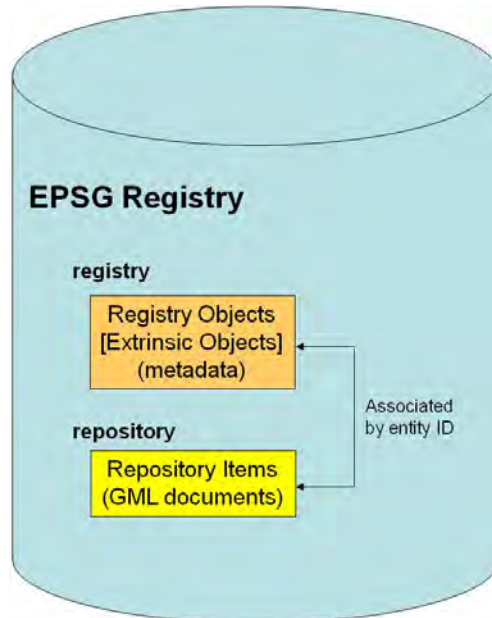 EPSG Registry
registry
Registry Objects
[Extrinsic Objects]
(metadata)
Associated
by entity ID
repository
Repository Items
(GML documents)